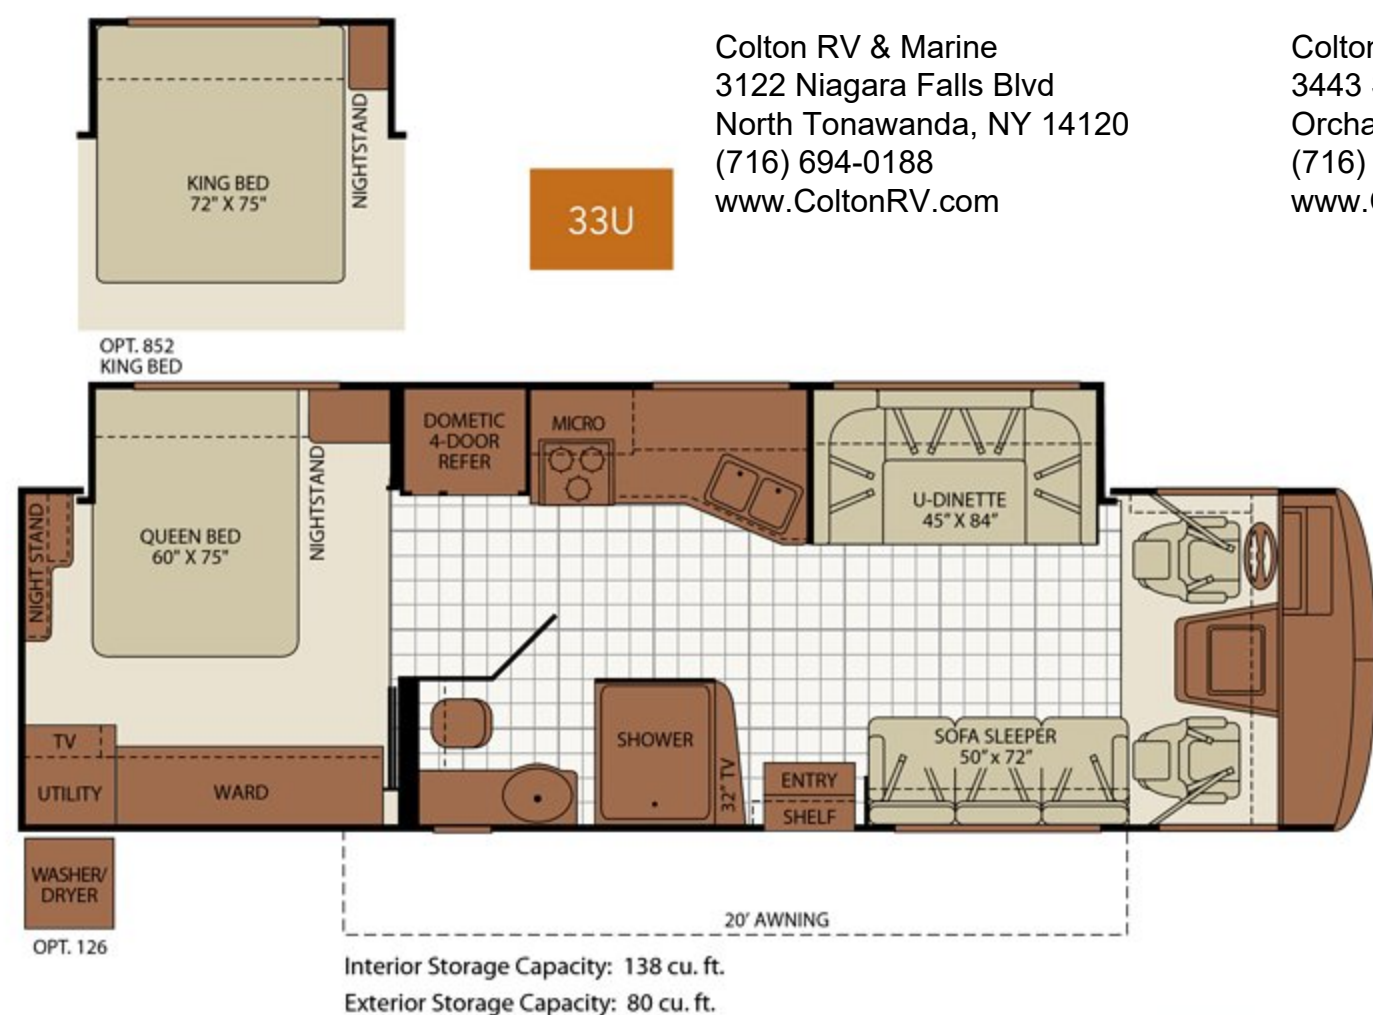 Colton RV & Marine
3122 Niagara Falls Blvd
North Tonawanda, NY 14120
(716) 694-0188
www.ColtonRV.com
3443
(716)
www.
33U
KING BED
72" X 75"
NIGHTSTAND
OPT. 852
KING BED
QUEEN BED
60" X 75"
NIGHTSTAND
NIGHT STAND
DOMETIC
4-DOOR
REFER
MICRO
U-DINETTE
45" X 84"
TV
UTILITY
WARD
SHOWER
32" TV
ENTRY
SHELF
SOFA SLEEPER
50" x 72"
WASHER/
DRYER
OPT. 126
20' AWNING
Interior Storage Capacity: 138 cu. ft.
Exterior Storage Capacity: 80 cu. ft.